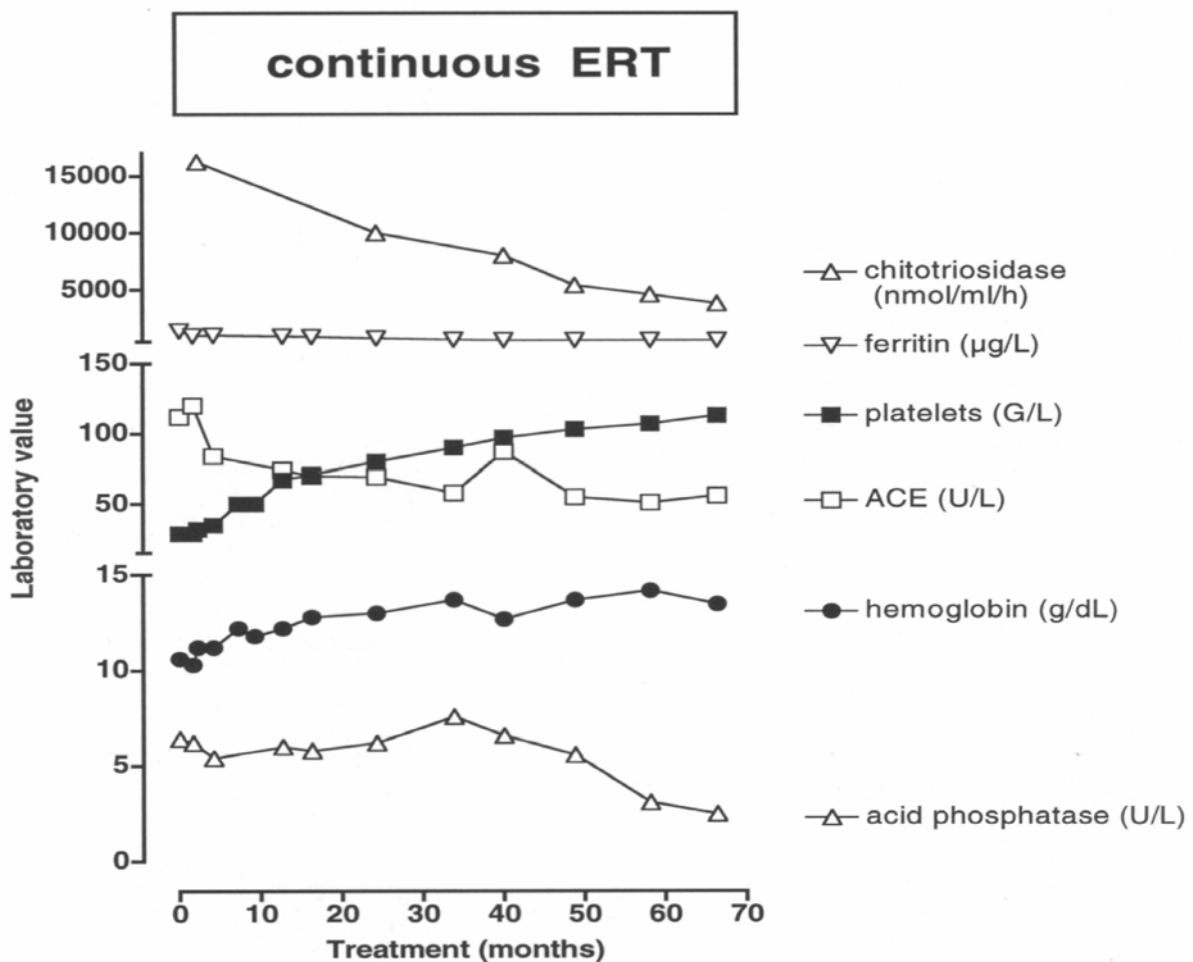 continuous ERT
15000
10000
5000
150
100
50
15
10
5
0
Laboratory value
0 10 20 30 40 50 60 70
Treatment (months)
chitotriosidase
(nmol/ml/h)
ferritin (µg/L)
platelets (G/L)
ACE (U/L)
hemoglobin (g/dL)
acid phosphatase (U/L)